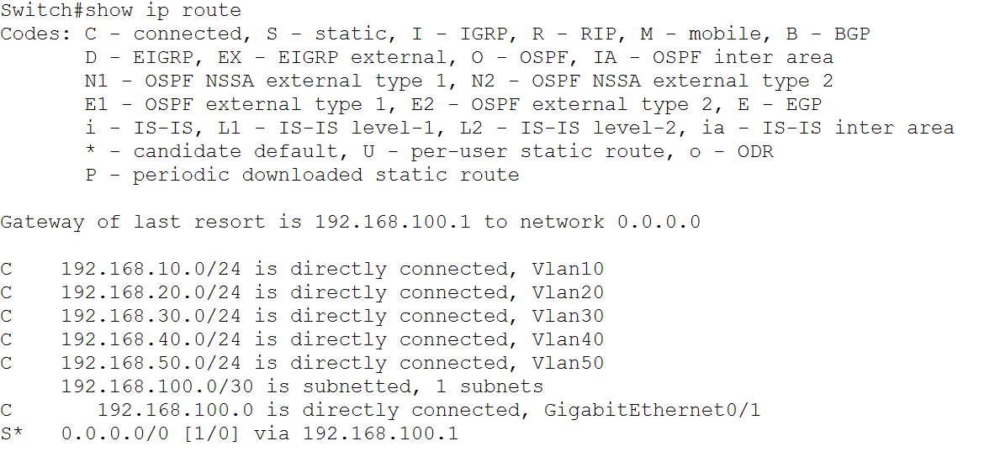 Switch#show ip route
Codes: C - connected, S - static, I - IGRP, R - RIP, M - mobile, B - BGP
       D - EIGRP, EX - EIGRP external, O - OSPF, IA - OSPF inter area
       N1 - OSPF NSSA external type 1, N2 - OSPF NSSA external type 2
       E1 - OSPF external type 1, E2 - OSPF external type 2, E - EGP
       i - IS-IS, L1 - IS-IS level-1, L2 - IS-IS level-2, ia - IS-IS inter area
       * - candidate default, U - per-user static route, o - ODR
       P - periodic downloaded static route

Gateway of last resort is 192.168.100.1 to network 0.0.0.0

C    192.168.10.0/24 is directly connected, Vlan10
C    192.168.20.0/24 is directly connected, Vlan20
C    192.168.30.0/24 is directly connected, Vlan30
C    192.168.40.0/24 is directly connected, Vlan40
C    192.168.50.0/24 is directly connected, Vlan50
     192.168.100.0/30 is subnetted, 1 subnets
C       192.168.100.0 is directly connected, GigabitEthernet0/1
S*   0.0.0.0/0 [1/0] via 192.168.100.1